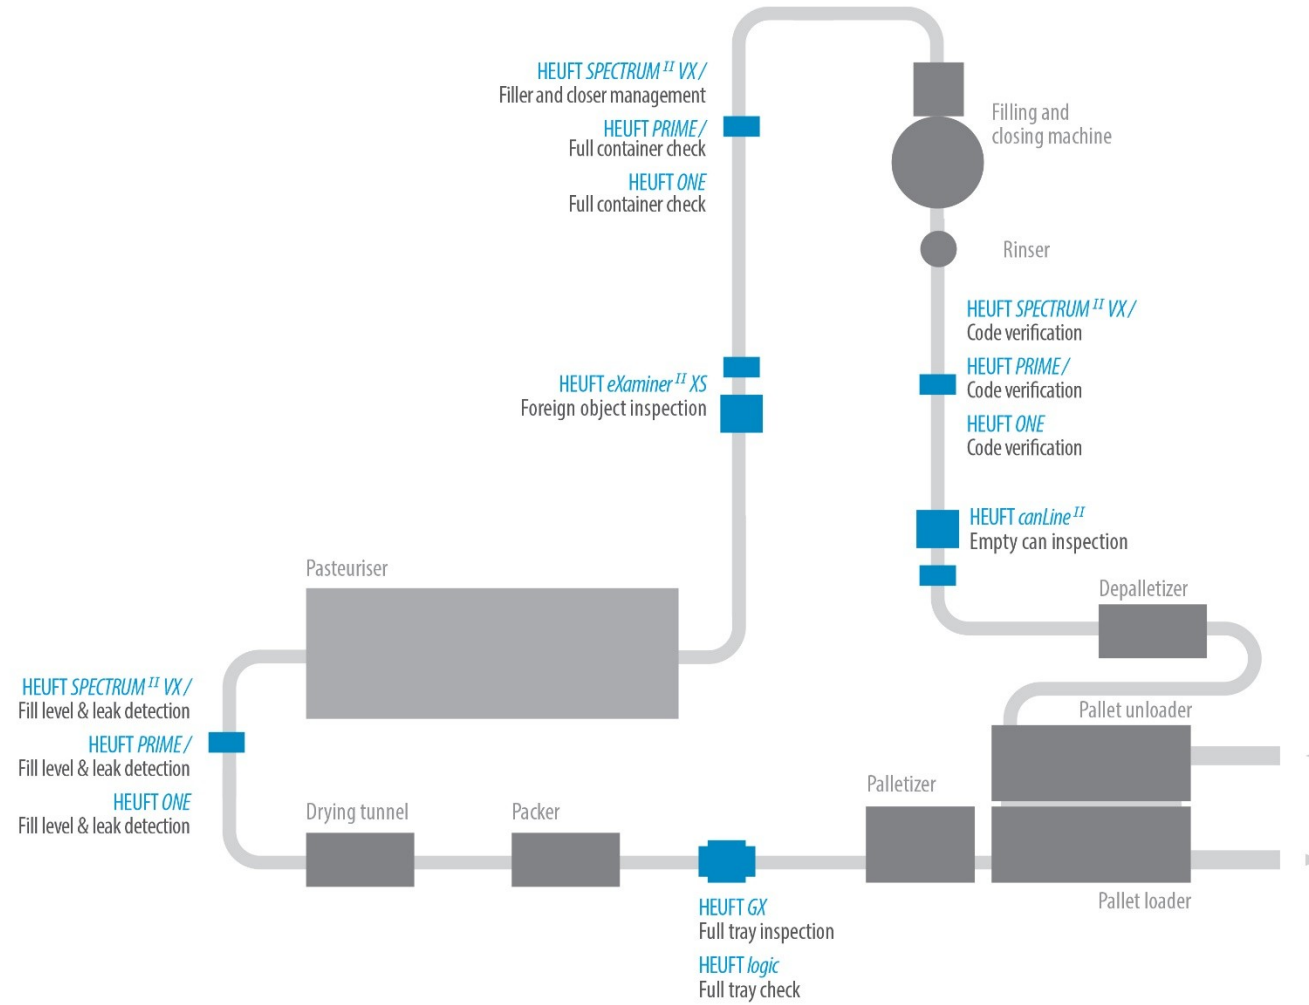 HEUFT SPECTRUM II VX /
Filler and closer management
HEUFT PRIME /
Full container check
HEUFT ONE
Full container check
Filling and
closing machine
Rinser
HEUFT SPECTRUM II VX /
Code verification
HEUFT PRIME /
Code verification
HEUFT ONE
Code verification
HEUFT eXaminer II XS
Foreign object inspection
HEUFT canLine II
Empty can inspection
Pasteuriser
Depalletizer
HEUFT SPECTRUM II VX /
Fill level & leak detection
HEUFT PRIME /
Fill level & leak detection
HEUFT ONE
Fill level & leak detection
Pallet unloader
Drying tunnel
Packer
Palletizer
Pallet loader
HEUFT GX
Full tray inspection
HEUFT logic
Full tray check